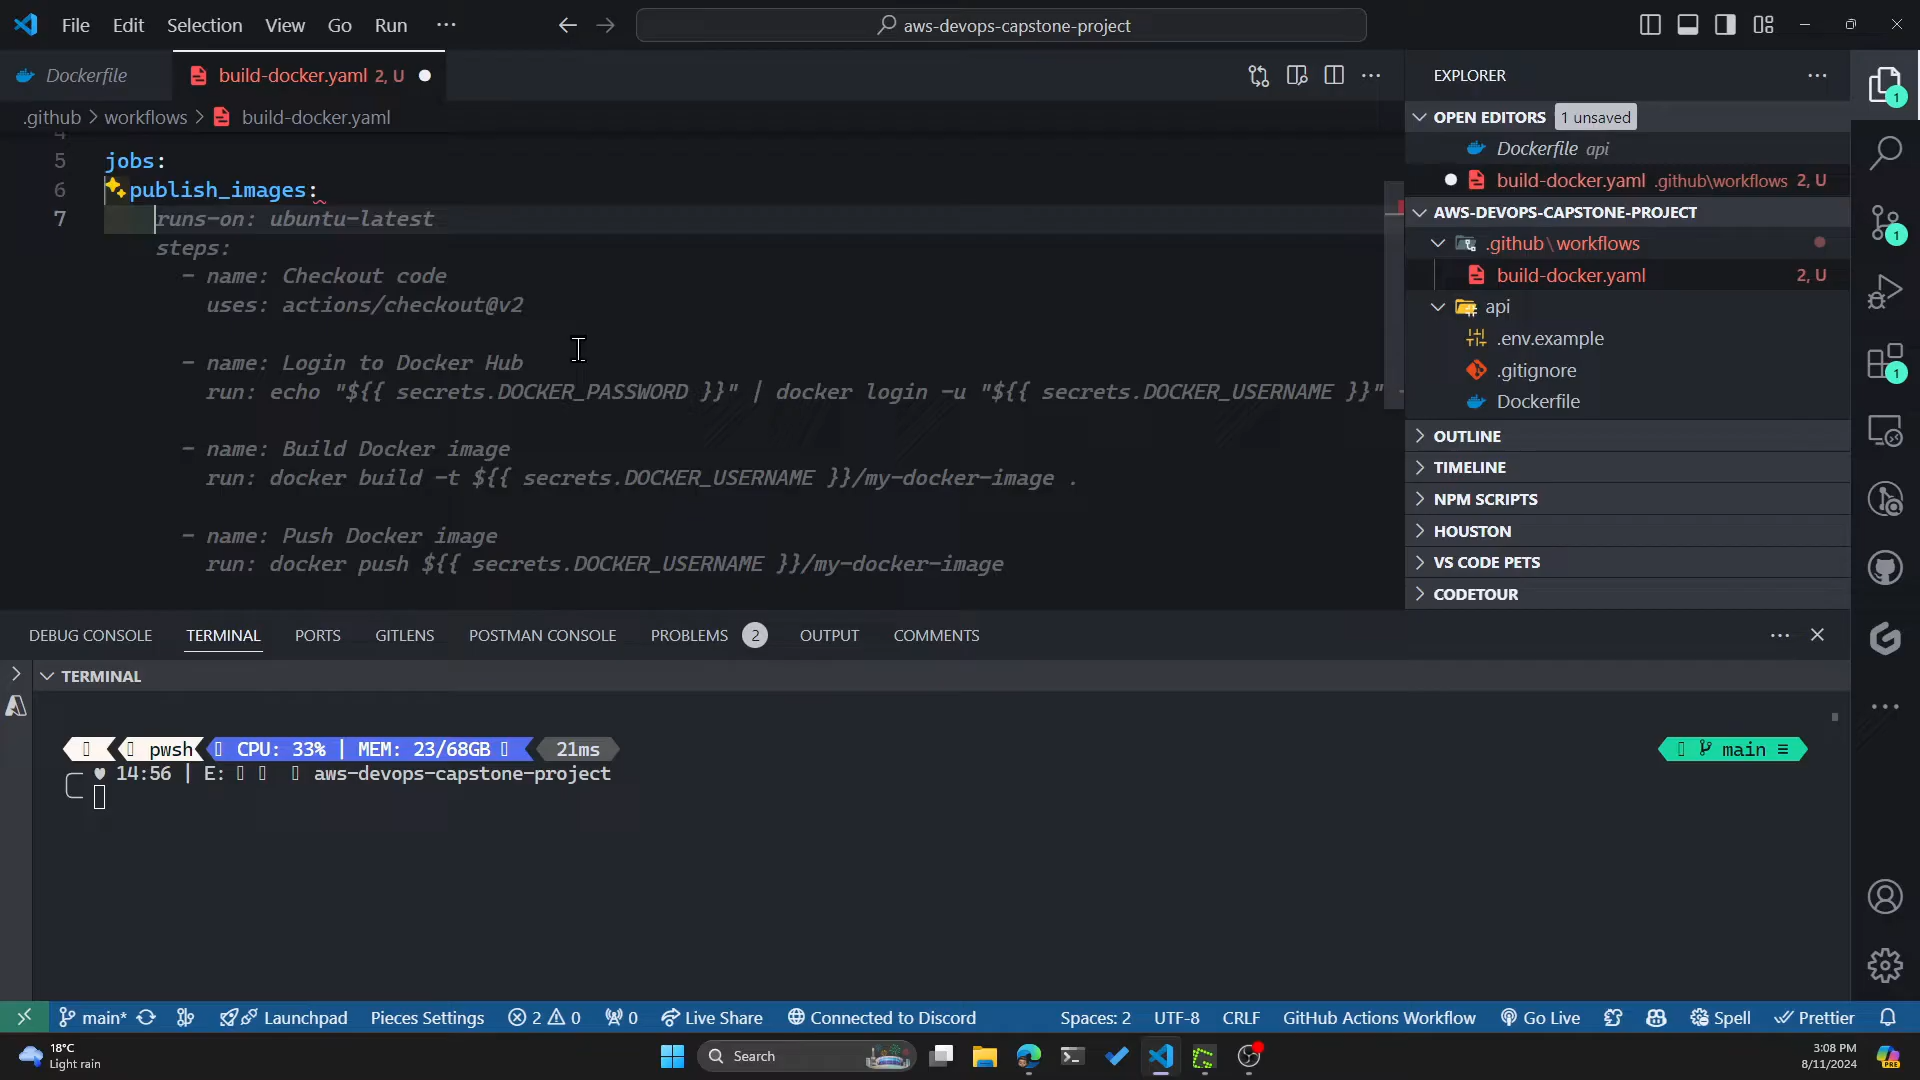 File Edit Selection View Go Run ··· aws-devops-capstone-project
Dockerfile
build-docker.yaml 2, U
.github > workflows > build-docker.yaml
4
5 jobs:
6 publish_images:
7 runs-on: ubuntu-latest
steps:
- name: Checkout code
uses: actions/checkout@v2
- name: Login to Docker Hub
run: echo "${{ secrets.DOCKER_PASSWORD }}" | docker login -u "${{ secrets.DOCKER_USERNAME }}" -
- name: Build Docker image
run: docker build -t ${{ secrets.DOCKER_USERNAME }}/my-docker-image .
- name: Push Docker image
run: docker push ${{ secrets.DOCKER_USERNAME }}/my-docker-image
EXPLORER
OPEN EDITORS 1 unsaved
Dockerfile api
build-docker.yaml .github\workflows 2, U
AWS-DEVOPS-CAPSTONE-PROJECT
.github\workflows
build-docker.yaml 2, U
api
.env.example
.gitignore
Dockerfile
OUTLINE
TIMELINE
NPM SCRIPTS
HOUSTON
VS CODE PETS
CODETOUR
1
1
1
DEBUG CONSOLE TERMINAL PORTS GITLENS POSTMAN CONSOLE PROBLEMS 2 OUTPUT COMMENTS
TERMINAL
pwsh CPU: 33% | MEM: 23/68GB 21ms main ≡
♥ 14:56 | E: aws-devops-capstone-project
main* Launchpad Pieces Settings 2 0 0 Live Share Connected to Discord Spaces: 2 UTF-8 CRLF GitHub Actions Workflow Go Live Spell Prettier
18°C
Light rain
Search
3:08 PM
8/11/2024
PRE